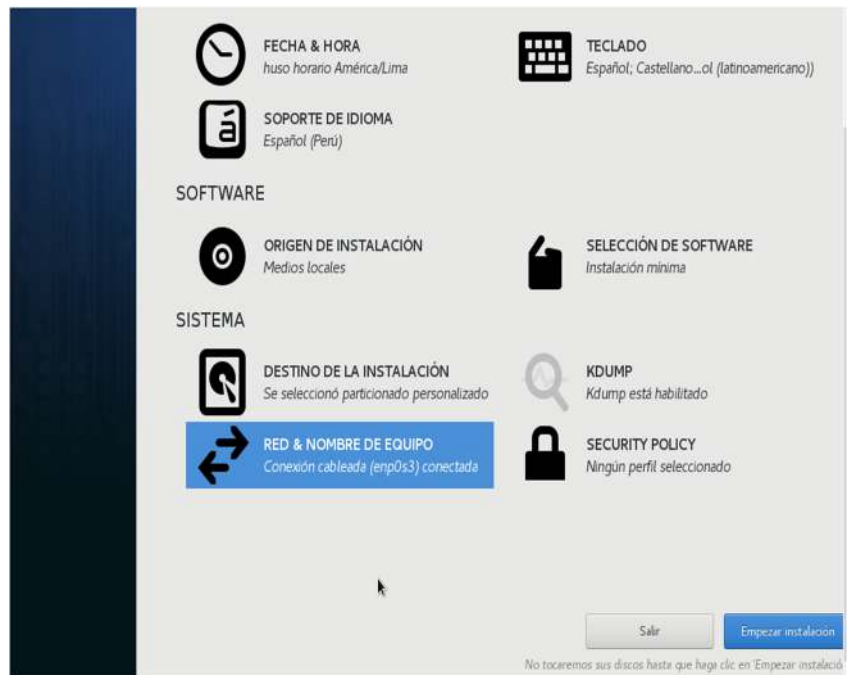 FECHA & HORA
huso horario América/Lima
TECLADO
Español; Castellano...ol (latinoamericano))
á
SOPORTE DE IDIOMA
Español (Perú)
SOFTWARE
ORIGEN DE INSTALACIÓN
Medios locales
SELECCIÓN DE SOFTWARE
Instalación mínima
SISTEMA
DESTINO DE LA INSTALACIÓN
Se seleccionó particionado personalizado
KDUMP
Kdump está habilitado
RED & NOMBRE DE EQUIPO
Conexión cableada (enp0s3) conectada
SECURITY POLICY
Ningún perfil seleccionado
Salir
Empezar instalación
No tocaremos sus discos hasta que haga clic en 'Empezar instalació